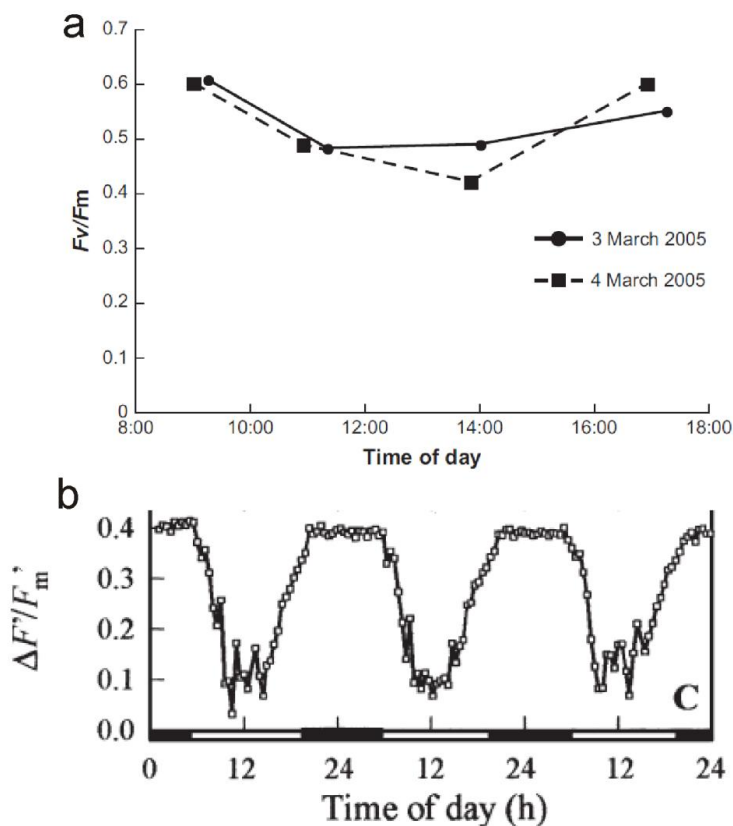 a
0.7
0.6
0.5
0.4
0.3
0.2
0.1
0
Fv/Fm
3 March 2005
4 March 2005
8:00 10:00 12:00 14:00 16:00 18:00
Time of day
b
0.4
0.3
0.2
0.1
0.0
ΔF'/Fm'
C
0 12 24 12 24 12 24
Time of day (h)